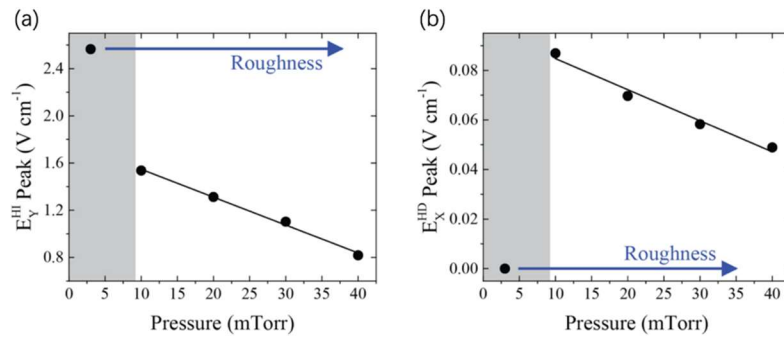 (a)
2.4
2.0
1.6
1.2
0.8
E_Y^HI Peak (V cm^-1)
Roughness
0 5 10 15 20 25 30 35 40
Pressure (mTorr)
(b)
0.08
0.06
0.04
0.02
0.00
E_X^HD Peak (V cm^-1)
Roughness
0 5 10 15 20 25 30 35 40
Pressure (mTorr)